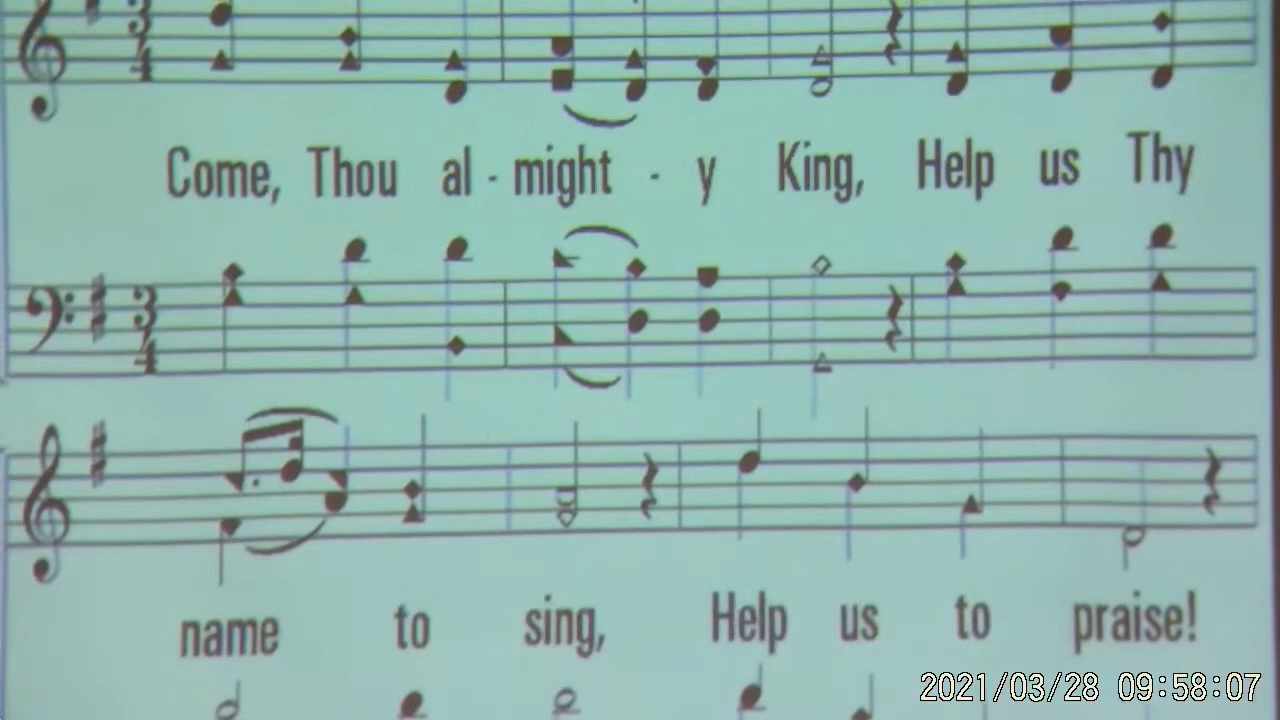 3
4
Come, Thou al - might - y King, Help us Thy
3
4
name to sing, Help us to praise!
2021/03/28 09:58:07